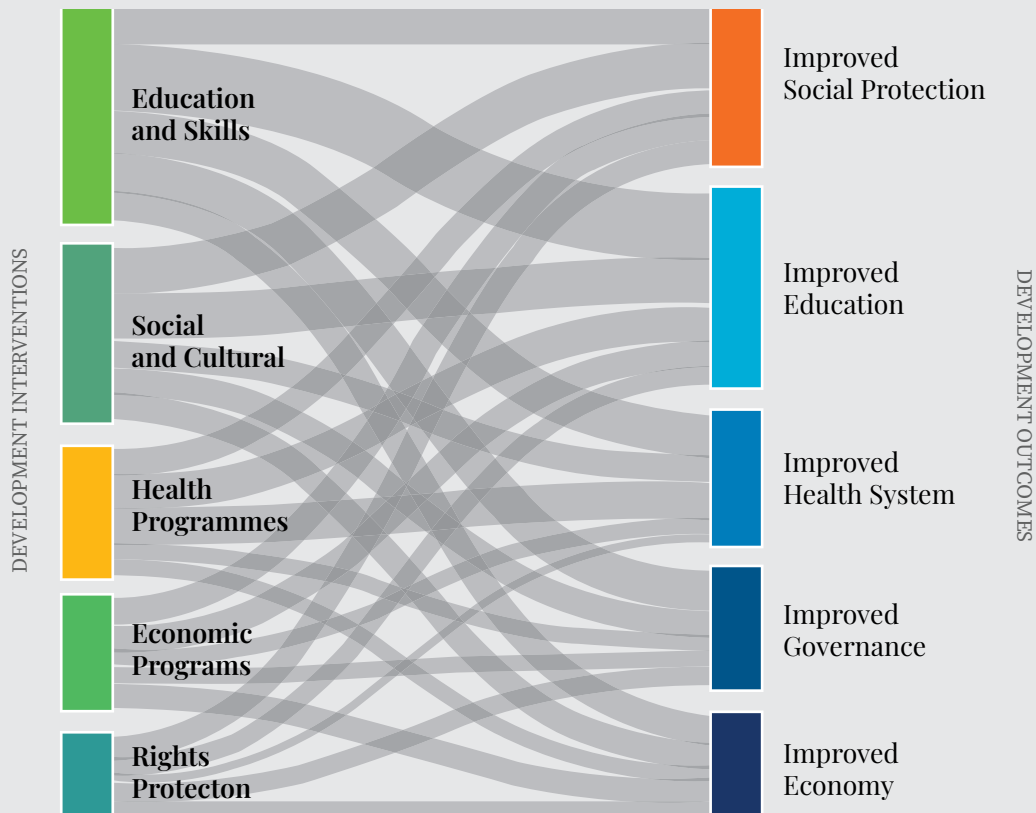 DEVELOPMENT INTERVENTIONS
Education
and Skills
Social
and Cultural
Health
Programmes
Economic
Programs
Rights
Protecton
Improved
Social Protection
Improved
Education
Improved
Health System
Improved
Governance
Improved
Economy
DEVELOPMENT OUTCOMES